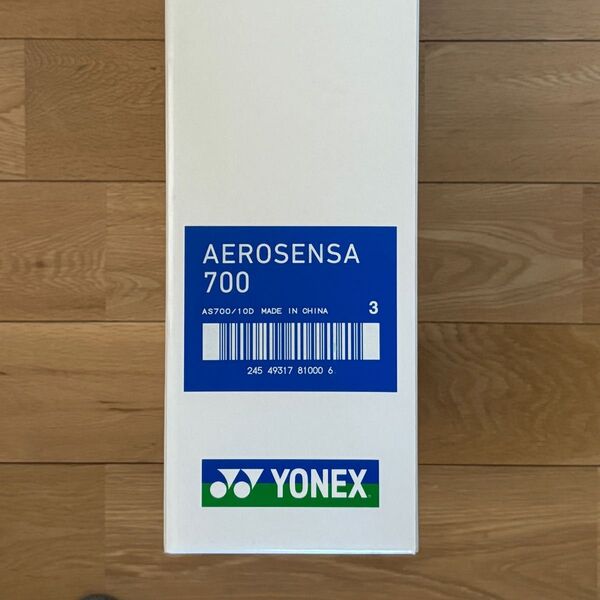 AEROSENSA
700
AS700/10D MADE IN CHINA 3
245 49317 81000 6
YONEX